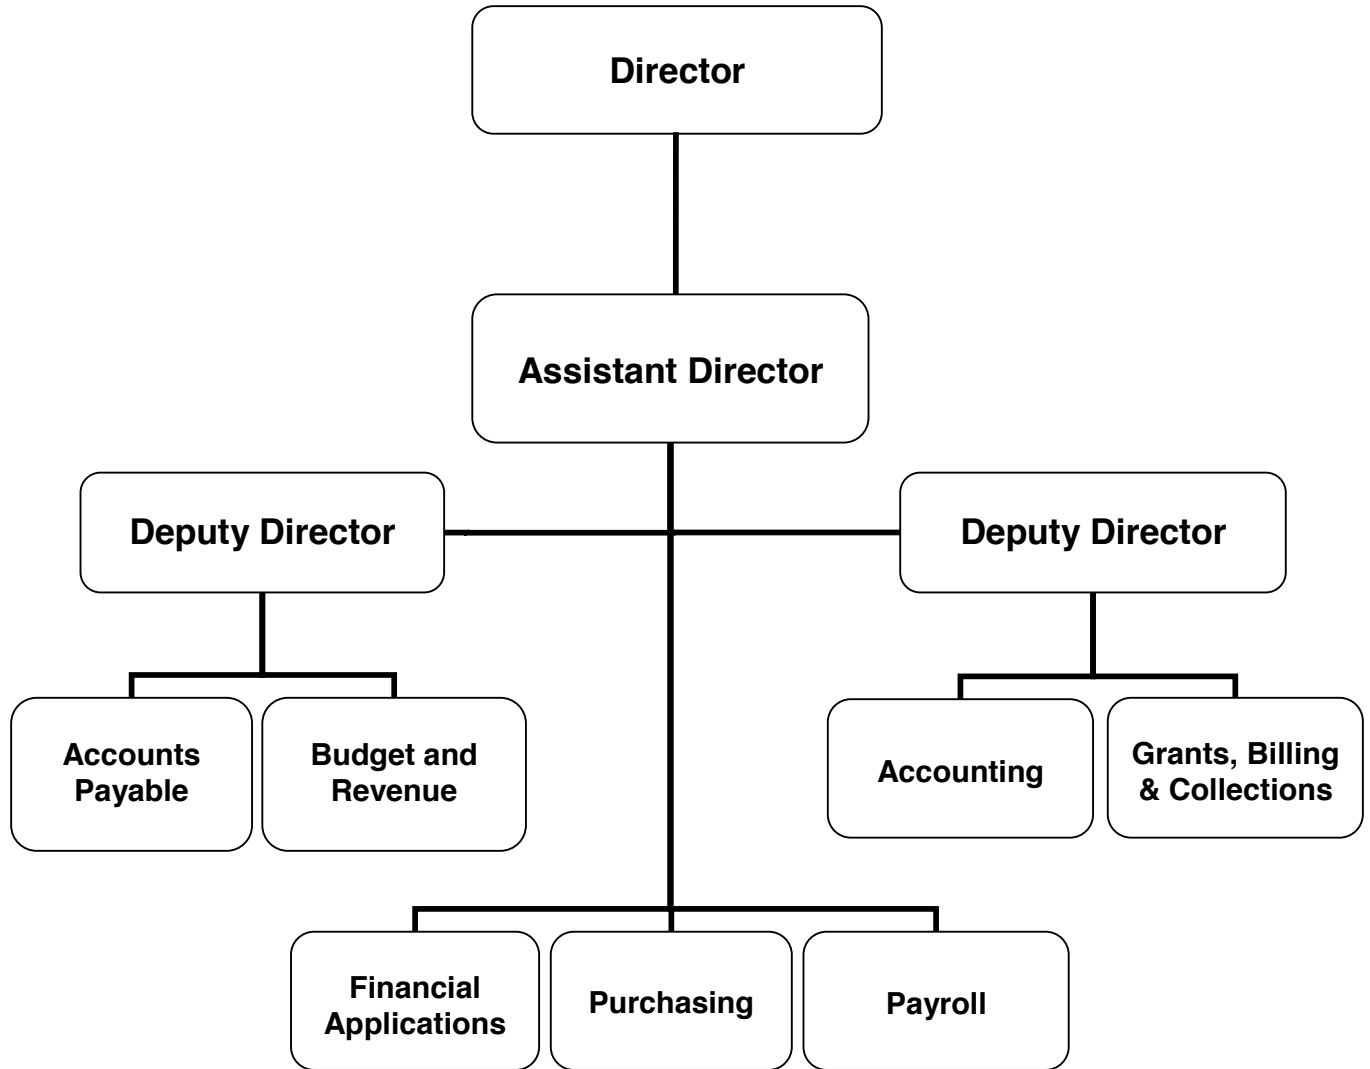 Director
Assistant Director
Deputy Director
Deputy Director
Accounts
Payable
Budget and
Revenue
Accounting
Grants, Billing
& Collections
Financial
Applications
Purchasing
Payroll